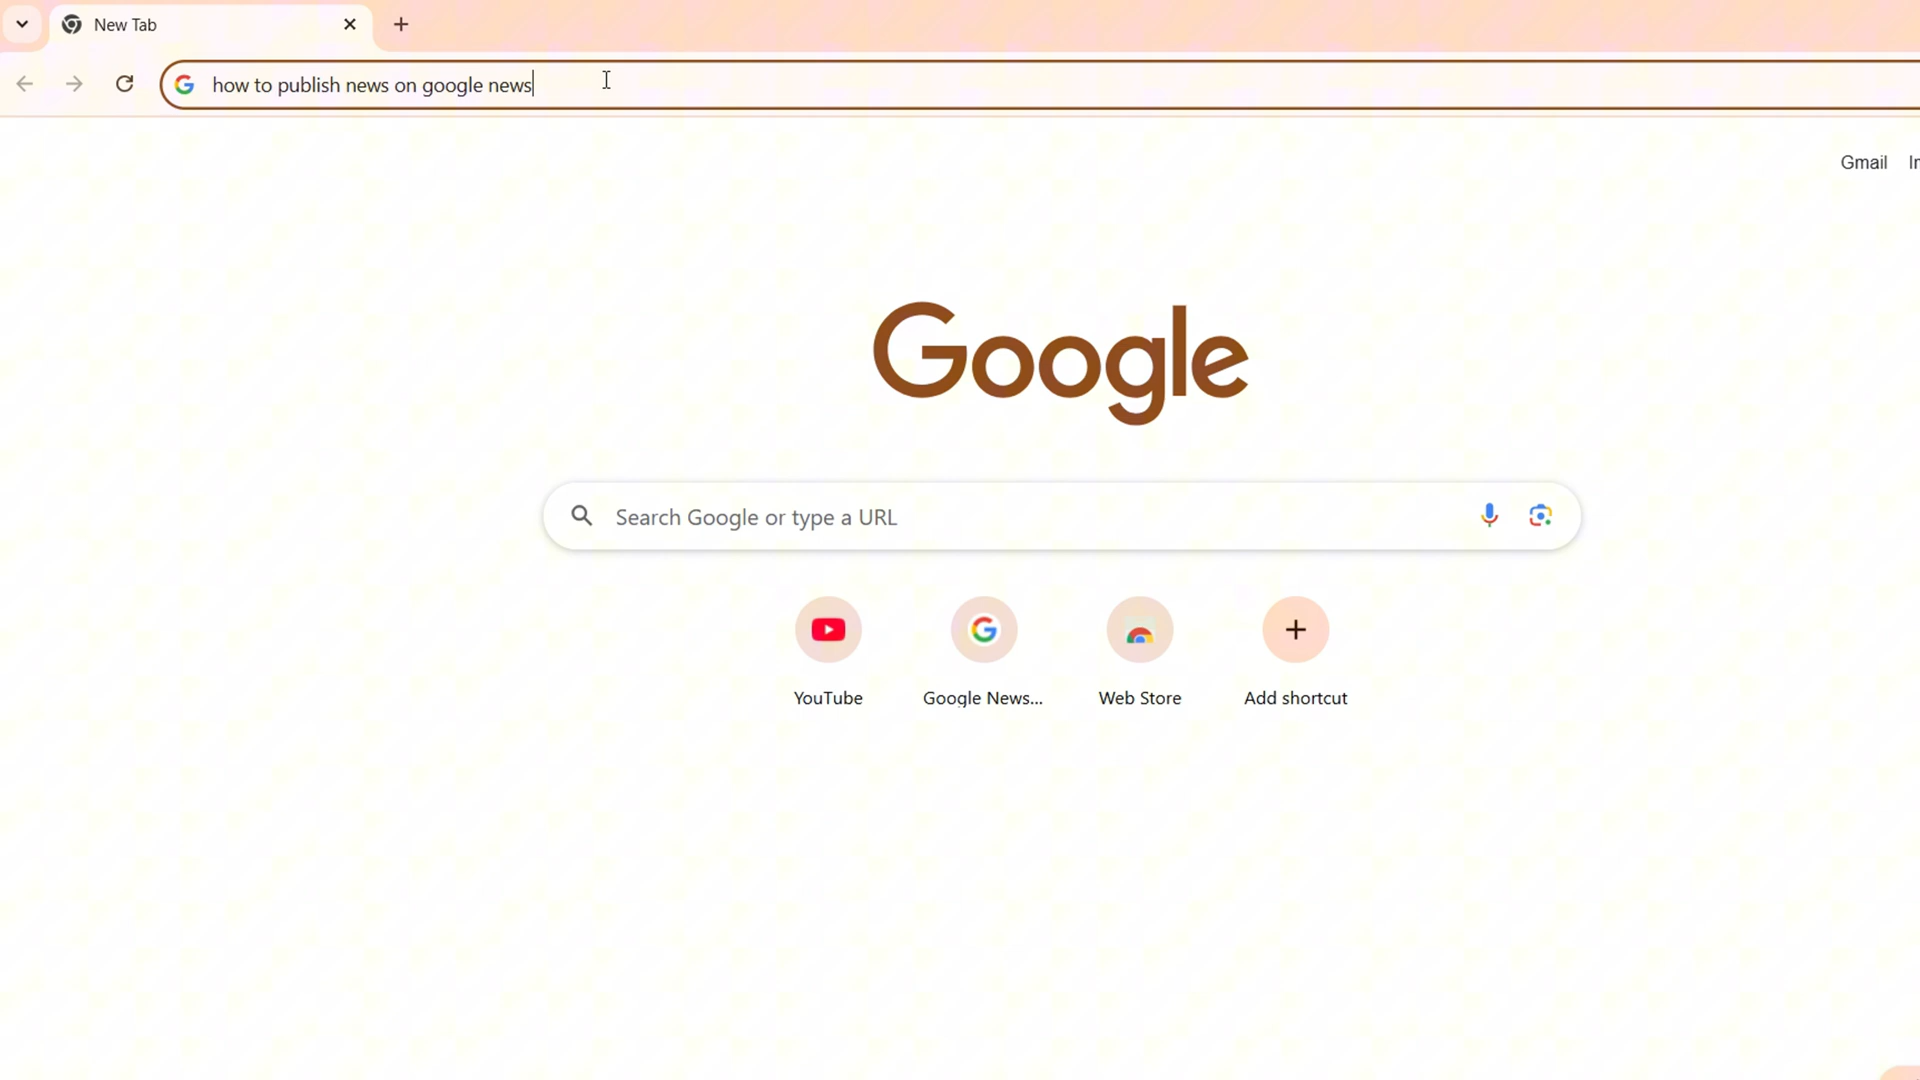 New Tab
how to publish news on google news
Gmail
Google
Search Google or type a URL
YouTube
Google News...
Web Store
Add shortcut